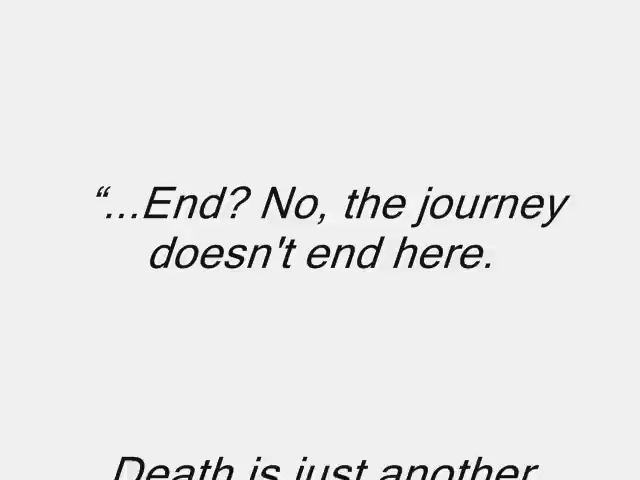 “...End? No, the journey
doesn't end here.
Death is just another